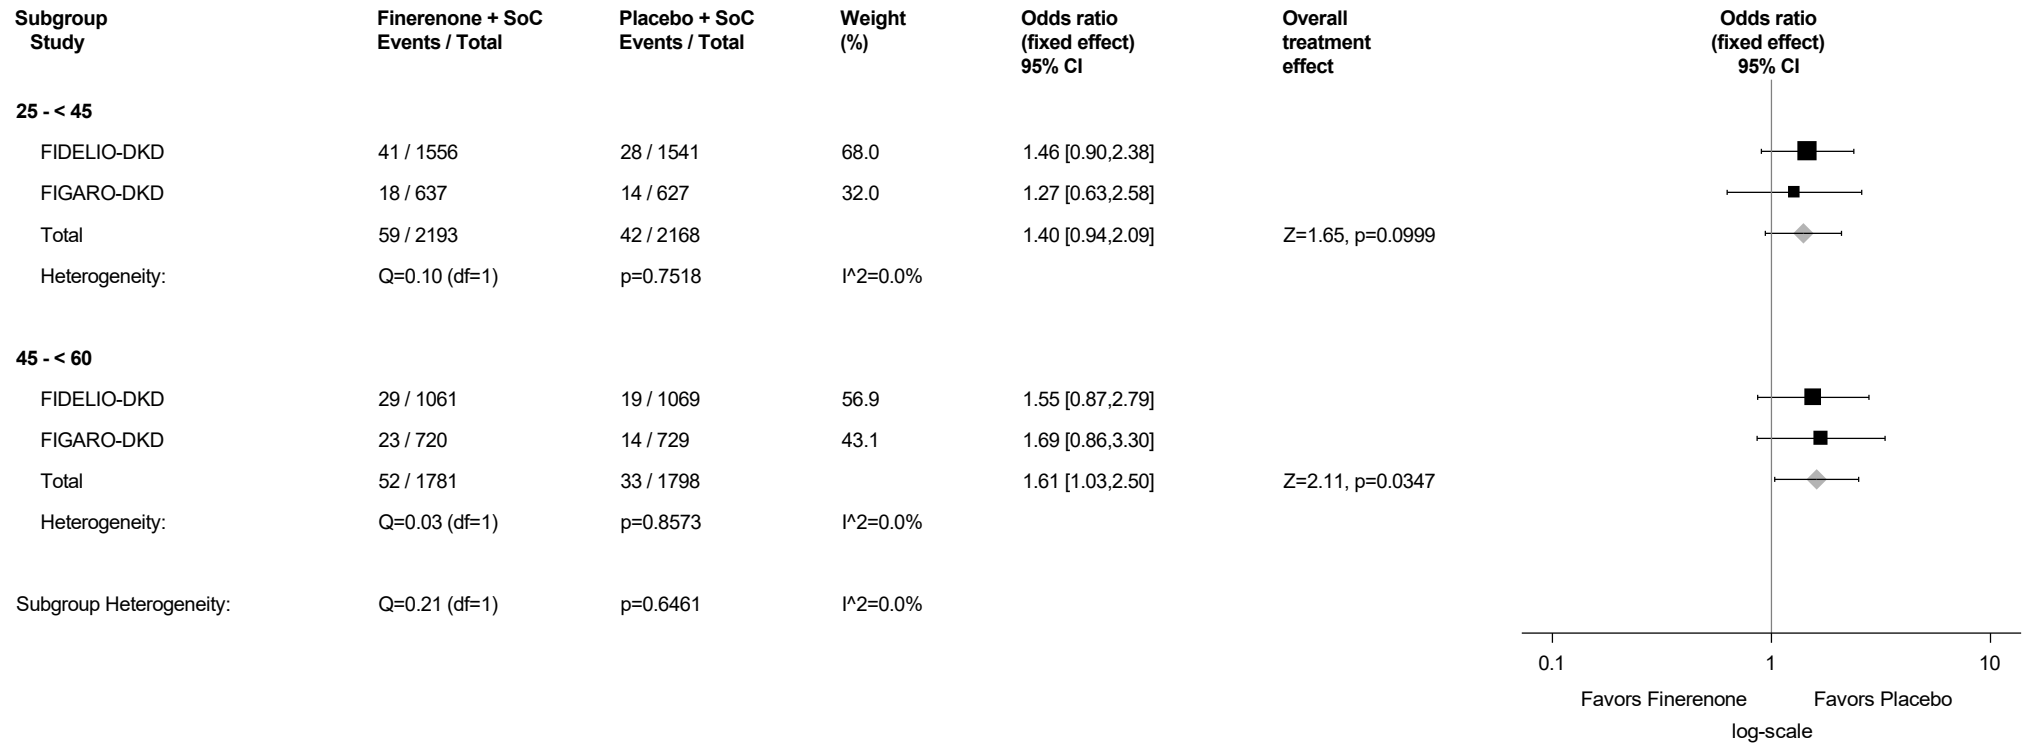 Subgroup Finerenone + SoC Placebo + SoC Weight Odds ratio Overall Odds ratio
Study Events / Total Events / Total (%) (fixed effect) treatment (fixed effect)
95% CI effect 95% CI
25 - < 45
FIDELIO-DKD 41 / 1556 28 / 1541 68.0 1.46 [0.90,2.38]
FIGARO-DKD 18 / 637 14 / 627 32.0 1.27 [0.63,2.58]
Total 59 / 2193 42 / 2168 1.40 [0.94,2.09] Z=1.65, p=0.0999
Heterogeneity: Q=0.10 (df=1) p=0.7518 I^2=0.0%
45 - < 60
FIDELIO-DKD 29 / 1061 19 / 1069 56.9 1.55 [0.87,2.79]
FIGARO-DKD 23 / 720 14 / 729 43.1 1.69 [0.86,3.30]
Total 52 / 1781 33 / 1798 1.61 [1.03,2.50] Z=2.11, p=0.0347
Heterogeneity: Q=0.03 (df=1) p=0.8573 I^2=0.0%
Subgroup Heterogeneity: Q=0.21 (df=1) p=0.6461 I^2=0.0%
0.1 1 10
Favors Finerenone Favors Placebo
log-scale